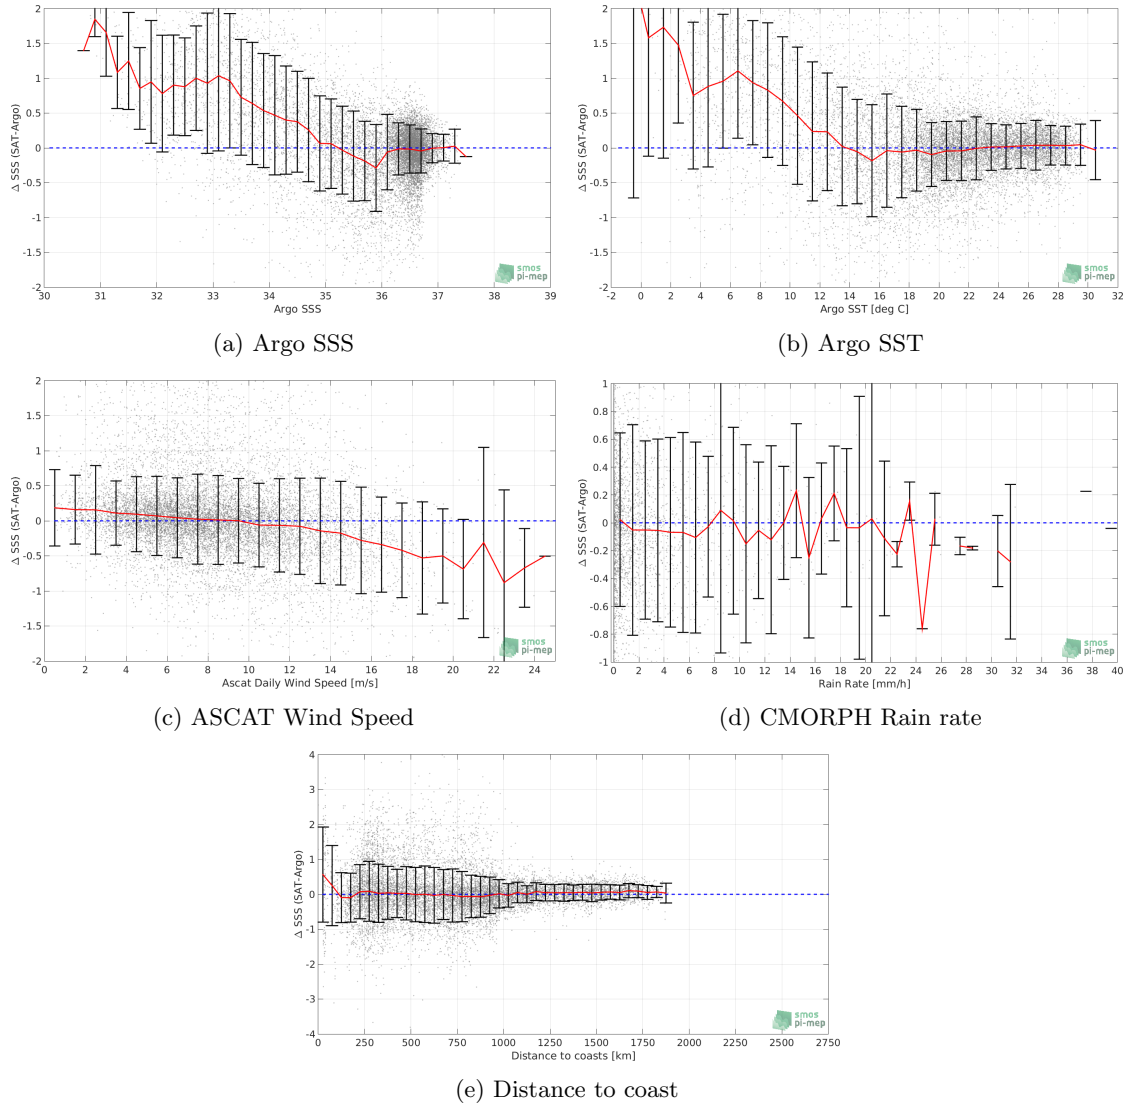 2
1.5
1
0.5
0
-0.5
-1
-1.5
-2
Δ SSS (SAT-Argo)
30 31 32 33 34 35 36 37 38 39
Argo SSS
smos
pi-mep
(a) Argo SSS
2
1.5
1
0.5
0
-0.5
-1
-1.5
-2
Δ SSS (SAT-Argo)
-2 0 2 4 6 8 10 12 14 16 18 20 22 24 26 28 30 32
Argo SST [deg C]
smos
pi-mep
(b) Argo SST
2
1.5
1
0.5
0
-0.5
-1
-1.5
-2
Δ SSS (SAT-Argo)
0 2 4 6 8 10 12 14 16 18 20 22 24
Ascat Daily Wind Speed [m/s]
smos
pi-mep
(c) ASCAT Wind Speed
1
0.8
0.6
0.4
0.2
0
-0.2
-0.4
-0.6
-0.8
-1
Δ SSS (SAT-Argo)
0 2 4 6 8 10 12 14 16 18 20 22 24 26 28 30 32 34 36 38 40
Rain Rate [mm/h]
smos
pi-mep
(d) CMORPH Rain rate
4
3
2
1
0
-1
-2
-3
-4
Δ SSS (SAT-Argo)
0 250 500 750 1000 1250 1500 1750 2000 2250 2500 2750
Distance to coasts [km]
smos
pi-mep
(e) Distance to coast